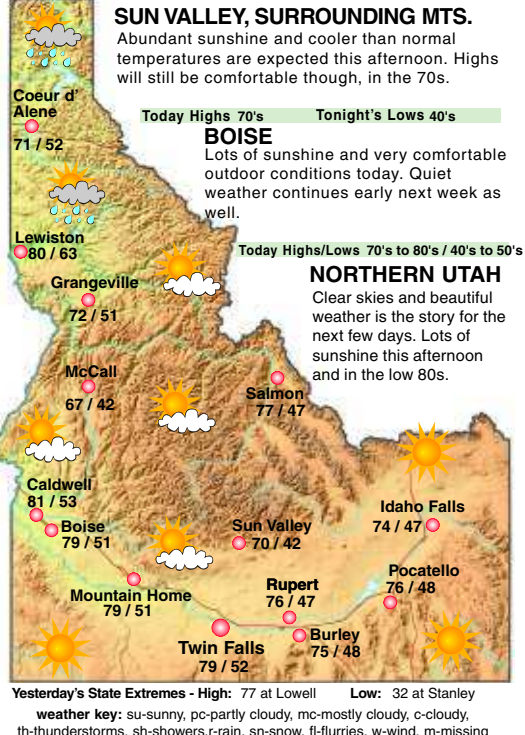 SUN VALLEY, SURROUNDING MTS.
Abundant sunshine and cooler than normal
temperatures are expected this afternoon. Highs
will still be comfortable though, in the 70s.
Today Highs 70's Tonight's Lows 40's
BOISE
Lots of sunshine and very comfortable
outdoor conditions today. Quiet
weather continues early next week as
well.
Today Highs/Lows 70's to 80's / 40's to 50's
NORTHERN UTAH
Clear skies and beautiful
weather is the story for the
next few days. Lots of
sunshine this afternoon
and in the low 80s.
Coeur d'
Alene
71 / 52
Lewiston
80 / 63
Grangeville
72 / 51
McCall
67 / 42
Salmon
77 / 47
Caldwell
81 / 53
Boise
79 / 51
Sun Valley
70 / 42
Idaho Falls
74 / 47
Mountain Home
79 / 51
Rupert
76 / 47
Pocatello
76 / 48
Twin Falls
79 / 52
Burley
75 / 48
Yesterday's State Extremes - High: 77 at Lowell Low: 32 at Stanley
weather key: su-sunny, pc-partly cloudy, mc-mostly cloudy, c-cloudy,
th-thunderstorms, sh-showers,r-rain, sn-snow, fl-flurries, w-wind, m-missing